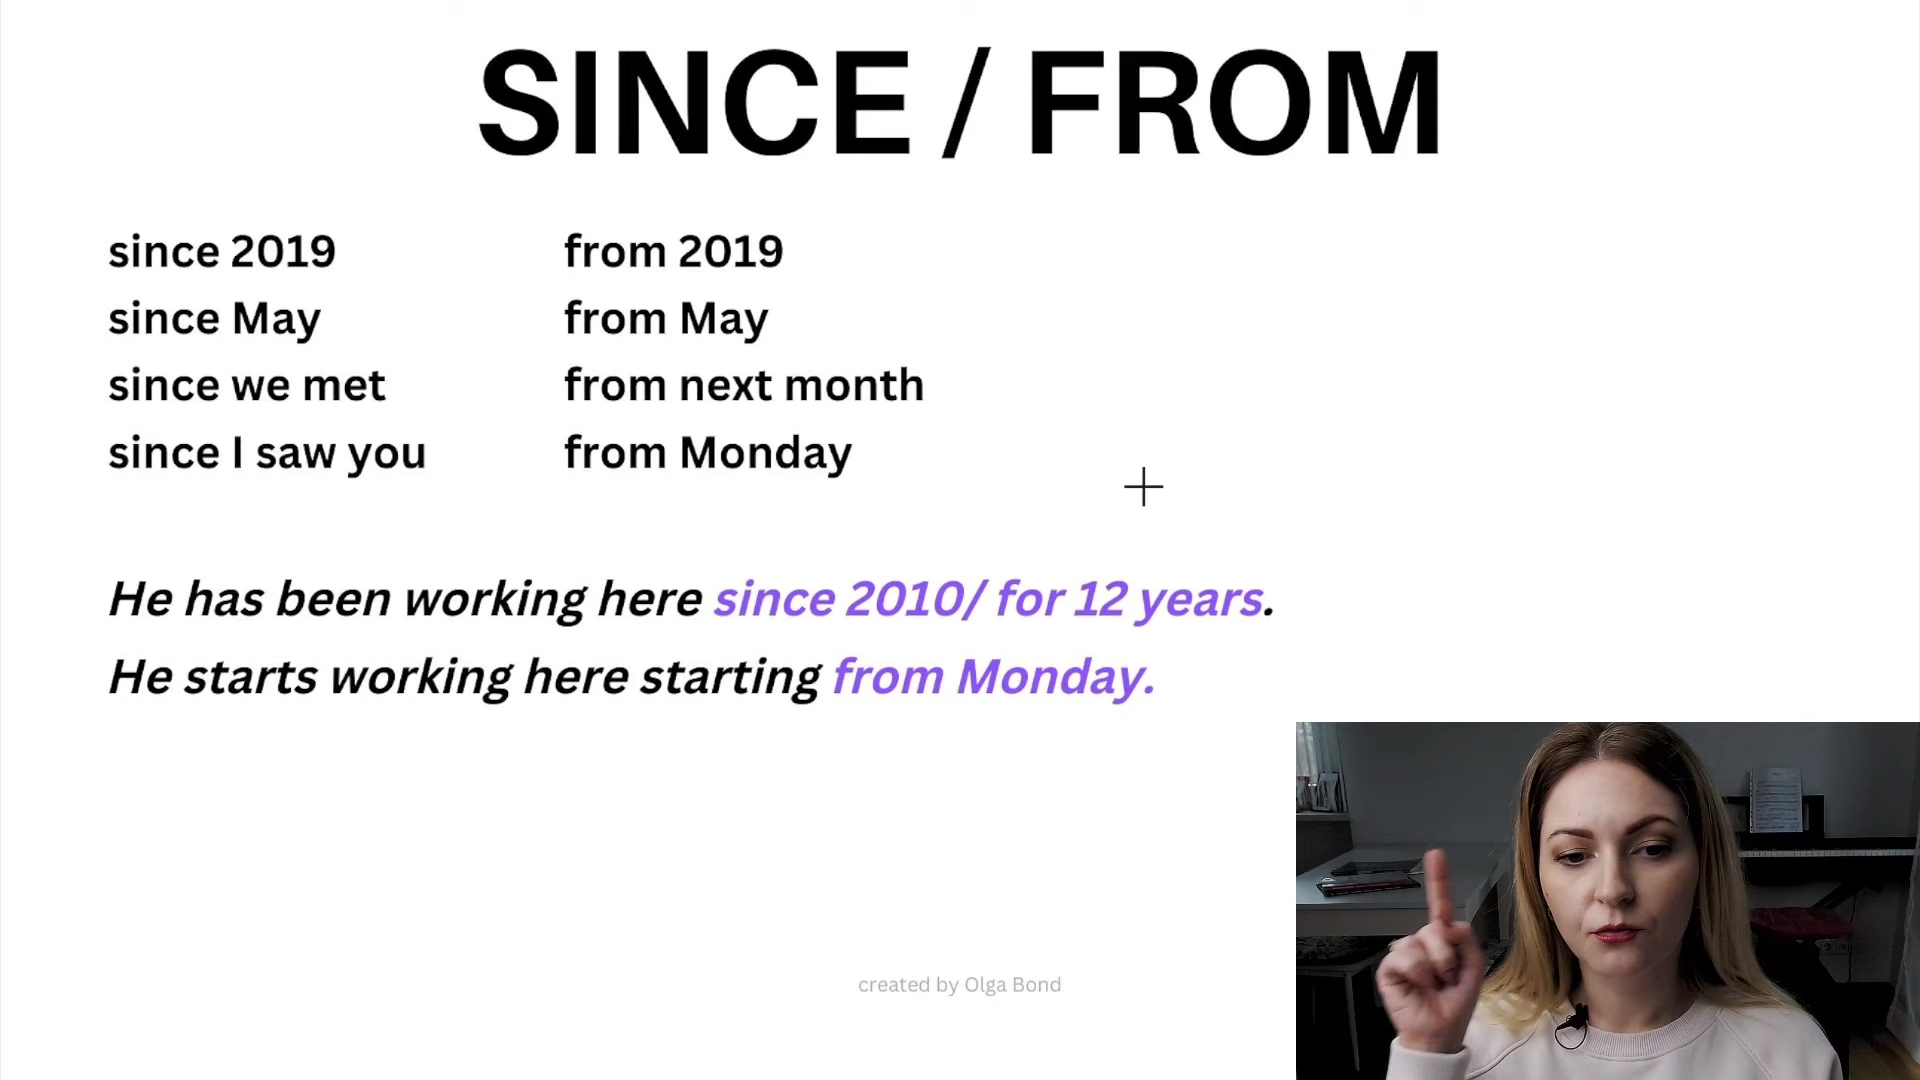 SINCE / FROM
since 2019
since May
since we met
since I saw you
from 2019
from May
from next month
from Monday
He has been working here since 2010/ for 12 years.
He starts working here starting from Monday.
created by Olga Bond